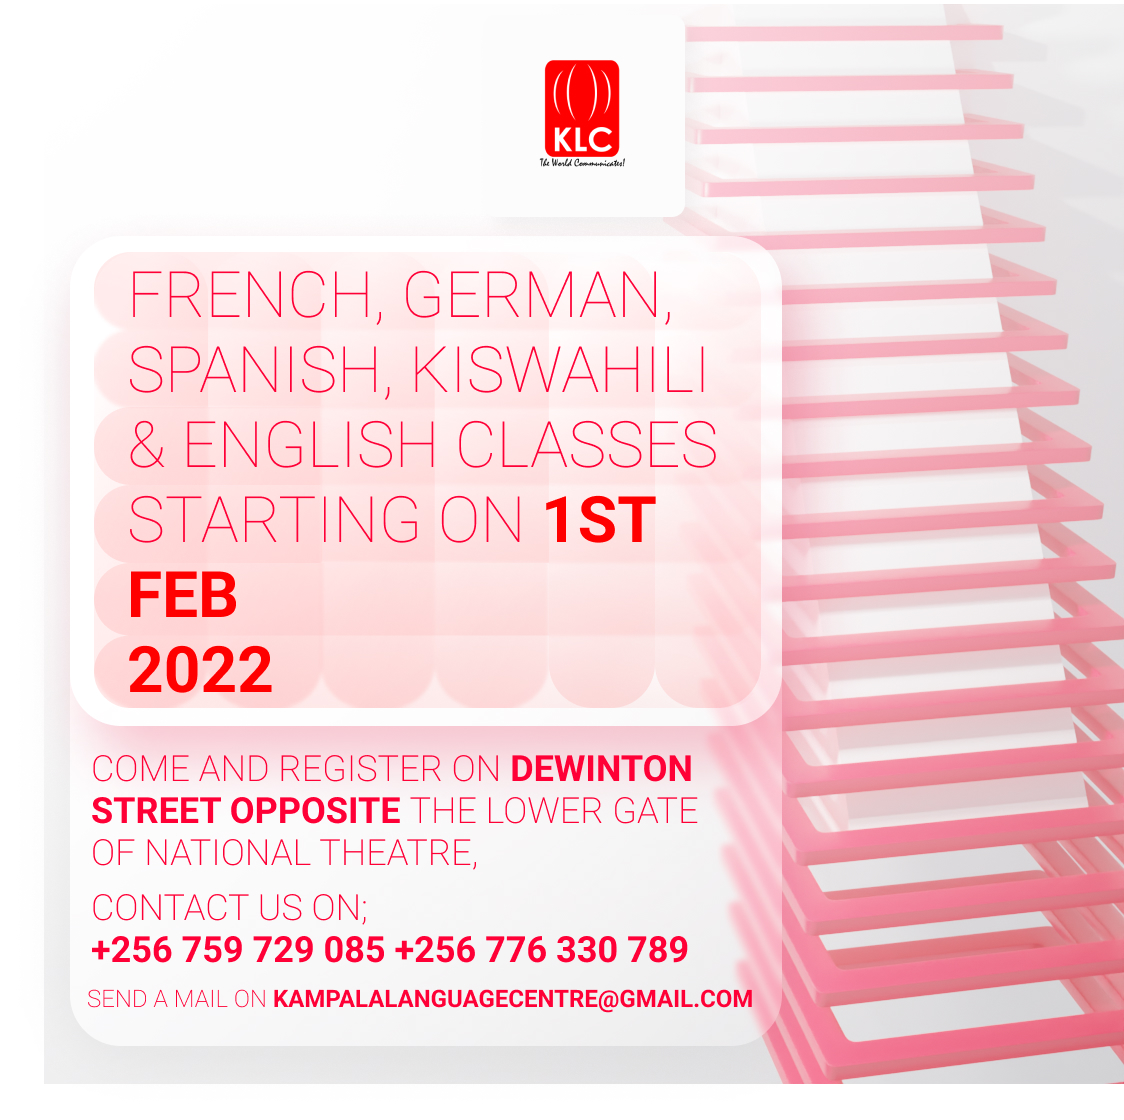 KLC
The World Communicates!
FRENCH, GERMAN,
SPANISH, KISWAHILI
& ENGLISH CLASSES
STARTING ON 1ST
FEB
2022
COME AND REGISTER ON DEWINTON
STREET OPPOSITE THE LOWER GATE
OF NATIONAL THEATRE,
CONTACT US ON;
+256 759 729 085 +256 776 330 789
SEND A MAIL ON KAMPALALANGUAGECENTRE@GMAIL.COM